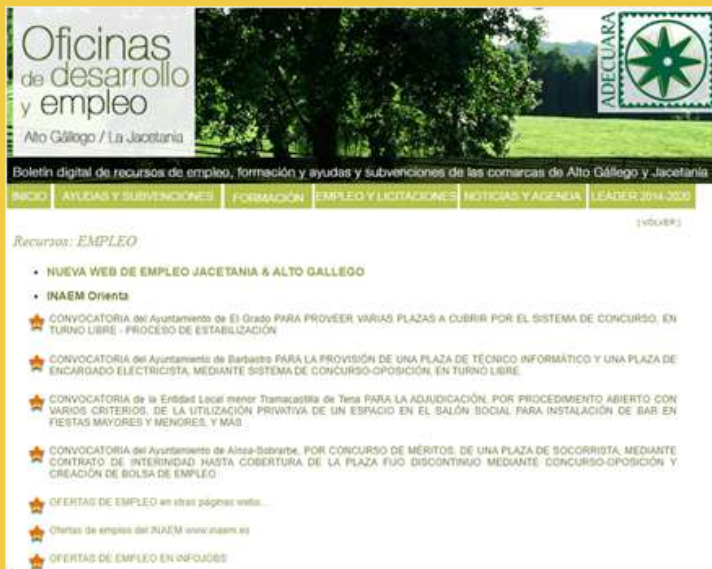 Oficinas
de desarrollo
y empleo
Alto Gállego / La Jacetania
ADECUARA
Boletín digital de recursos de empleo, formación y ayudas y subvenciones de las comarcas de Alto Gállego y Jacetania
INICIO AYUDAS Y SUBVENCIONES FORMACIÓN EMPLEO Y LICITACIONES NOTICIAS Y AGENDA LEADER 2014-2020
[VOLVER]
Recursos: EMPLEO
• NUEVA WEB DE EMPLEO JACETANIA & ALTO GALLEGO
• INAEM Orienta
CONVOCATORIA del Ayuntamiento de El Grado PARA PROVEER VARIAS PLAZAS A CUBRIR POR EL SISTEMA DE CONCURSO, EN
TURNO LIBRE - PROCESO DE ESTABILIZACIÓN
CONVOCATORIA del Ayuntamiento de Barbastro PARA LA PROVISIÓN DE UNA PLAZA DE TÉCNICO INFORMÁTICO Y UNA PLAZA DE
ENCARGADO ELECTRICISTA, MEDIANTE SISTEMA DE CONCURSO-OPOSICIÓN, EN TURNO LIBRE
CONVOCATORIA de la Entidad Local menor Tramacastilla de Tena PARA LA ADJUDICACIÓN, POR PROCEDIMIENTO ABIERTO CON
VARIOS CRITERIOS, DE LA UTILIZACIÓN PRIVATIVA DE UN ESPACIO EN EL SALÓN SOCIAL PARA INSTALACIÓN DE BAR EN
FIESTAS MAYORES Y MENORES, Y MÁS
CONVOCATORIA del Ayuntamiento de Aínsa-Sobrarbe, POR CONCURSO DE MÉRITOS, DE UNA PLAZA DE SOCORRISTA, MEDIANTE
CONTRATO DE INTERINIDAD HASTA COBERTURA DE LA PLAZA FIJO DISCONTINUO MEDIANTE CONCURSO-OPOSICIÓN Y
CREACIÓN DE BOLSA DE EMPLEO
OFERTAS DE EMPLEO en otras páginas webs...
Ofertas de empleo del INAEM www.inaem.es
OFERTAS DE EMPLEO EN INFOJOBS